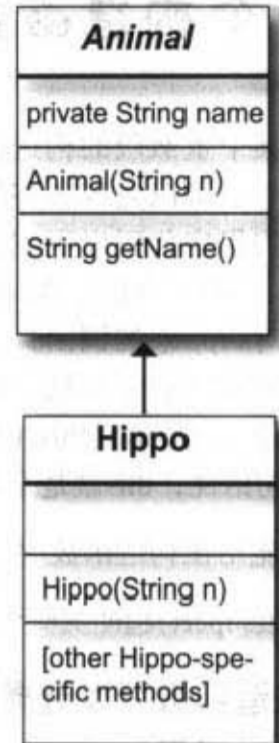 Animal
private String name
Animal(String n)
String getName()
Hippo
Hippo(String n)
[other Hippo-spe-
cific methods]